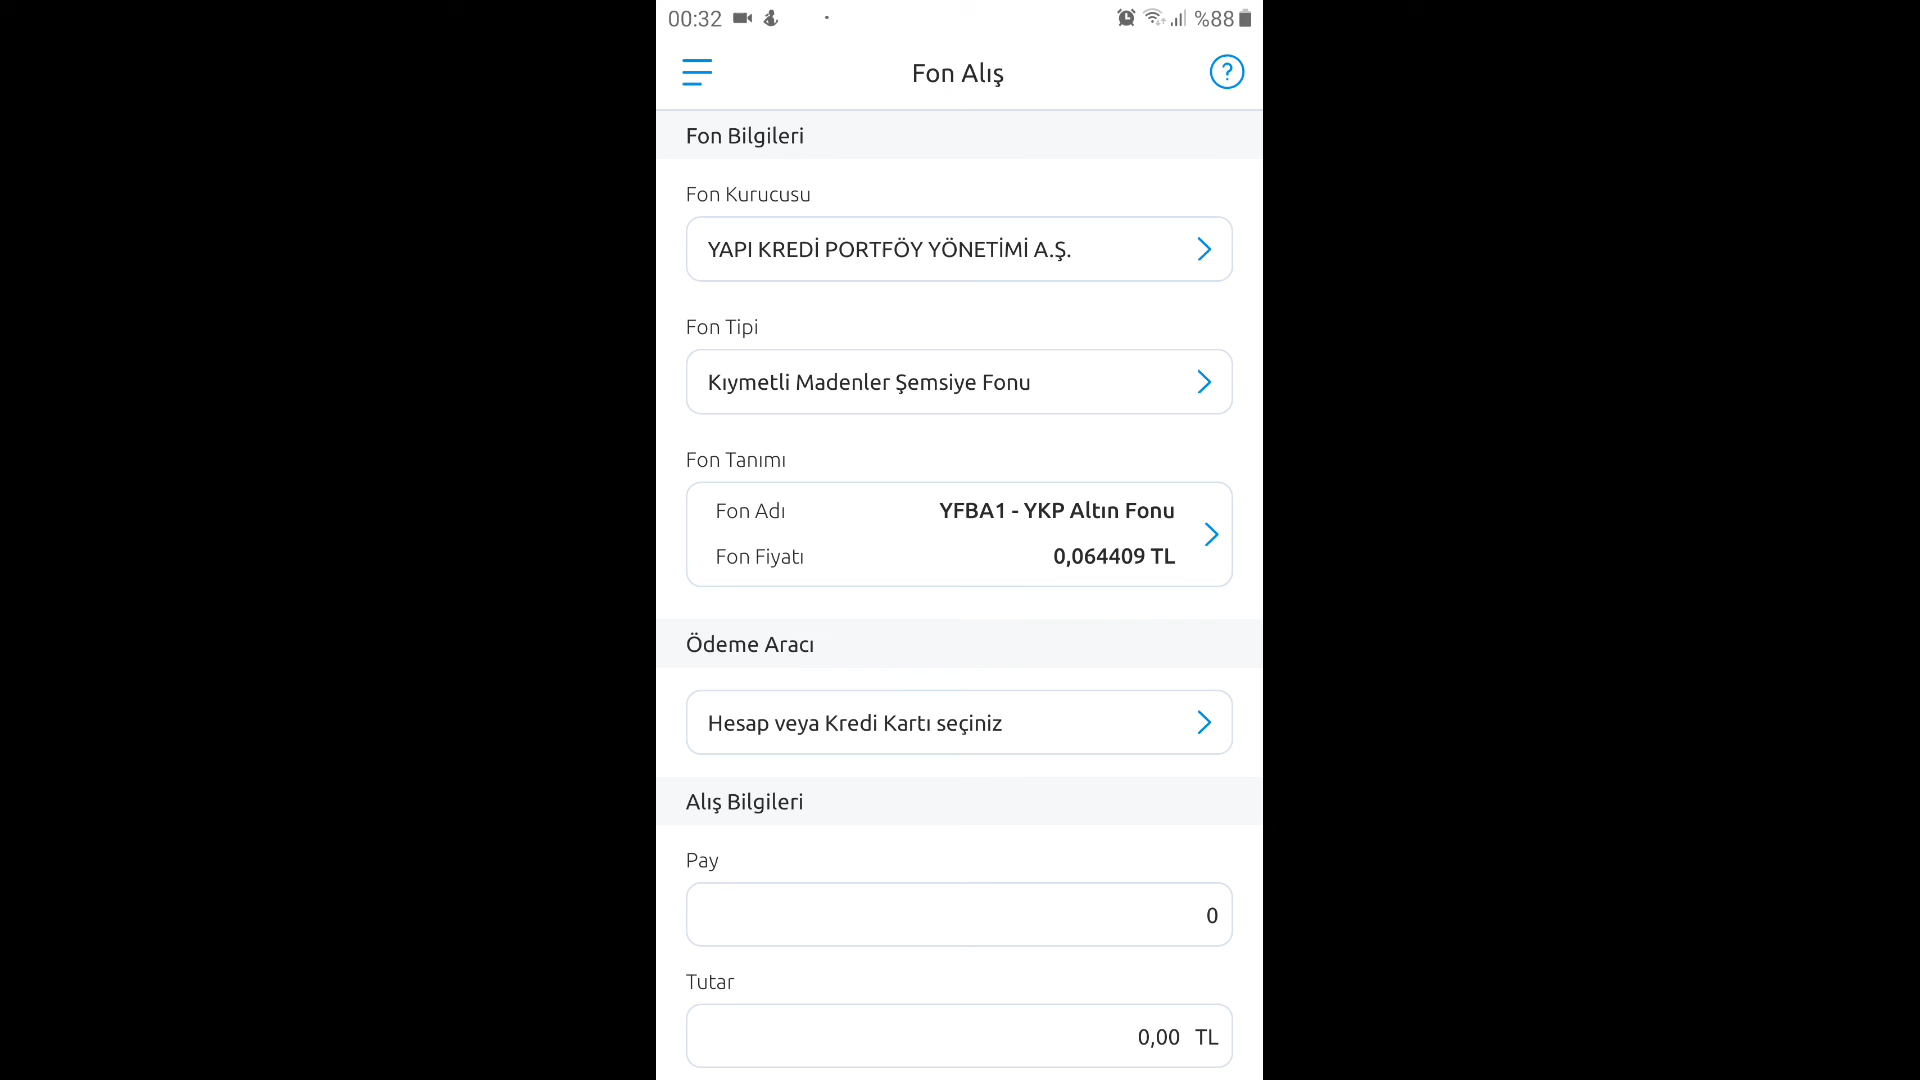 00:32 %88
Fon Alış
Fon Bilgileri
Fon Kurucusu
YAPI KREDİ PORTFÖY YÖNETİMİ A.Ş.
Fon Tipi
Kıymetli Madenler Şemsiye Fonu
Fon Tanımı
Fon Adı YFBA1 - YKP Altın Fonu
Fon Fiyatı 0,064409 TL
Ödeme Aracı
Hesap veya Kredi Kartı seçiniz
Alış Bilgileri
Pay
0
Tutar
0,00 TL